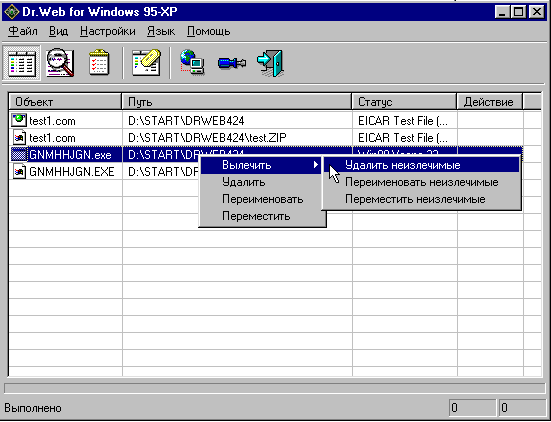 Dr.Web for Windows 95-XP
Файл Вид Настройки Язык Помощь
Объект Путь Статус Действие
test1.com D:\START\DRWEB424 EICAR Test File (...
test1.com D:\START\DRWEB424\test.ZIP EICAR Test File (...
GNMHHJGN.exe D:\START\DRWEB424
GNMHHJGN.EXE D:\START\DF
Вылечить
Удалить
Переименовать
Переместить
Удалить неизлечимые
Переименовать неизлечимые
Переместить неизлечимые
Выполнено 0 0